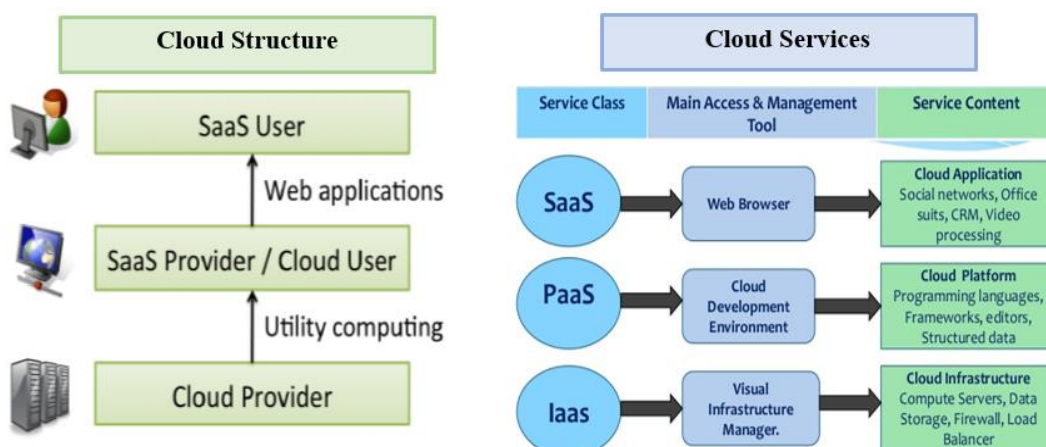 Cloud Structure
SaaS User
Web applications
SaaS Provider / Cloud User
Utility computing
Cloud Provider
Cloud Services
Service Class
Main Access & Management
Tool
Service Content
SaaS
Web Browser
Cloud Application
Social networks, Office
suits, CRM, Video
processing
PaaS
Cloud
Development
Environment
Cloud Platform
Programming languages,
Frameworks, editors,
Structured data
Iaas
Visual
Infrastructure
Manager.
Cloud Infrastructure
Compute Servers, Data
Storage, Firewall, Load
Balancer